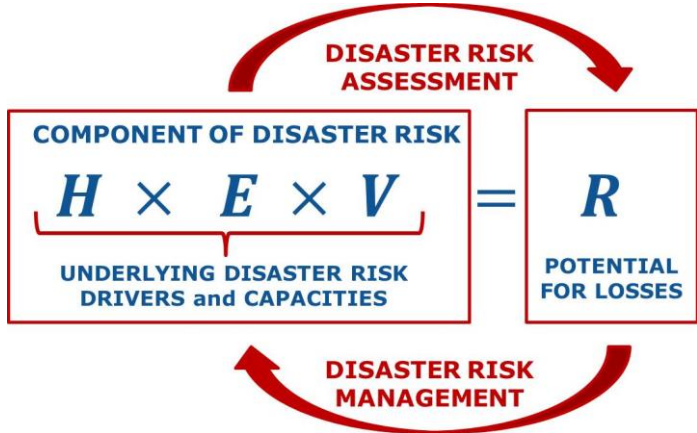 DISASTER RISK
ASSESSMENT
COMPONENT OF DISASTER RISK
H × E × V = R
UNDERLYING DISASTER RISK
DRIVERS and CAPACITIES
POTENTIAL
FOR LOSSES
DISASTER RISK
MANAGEMENT